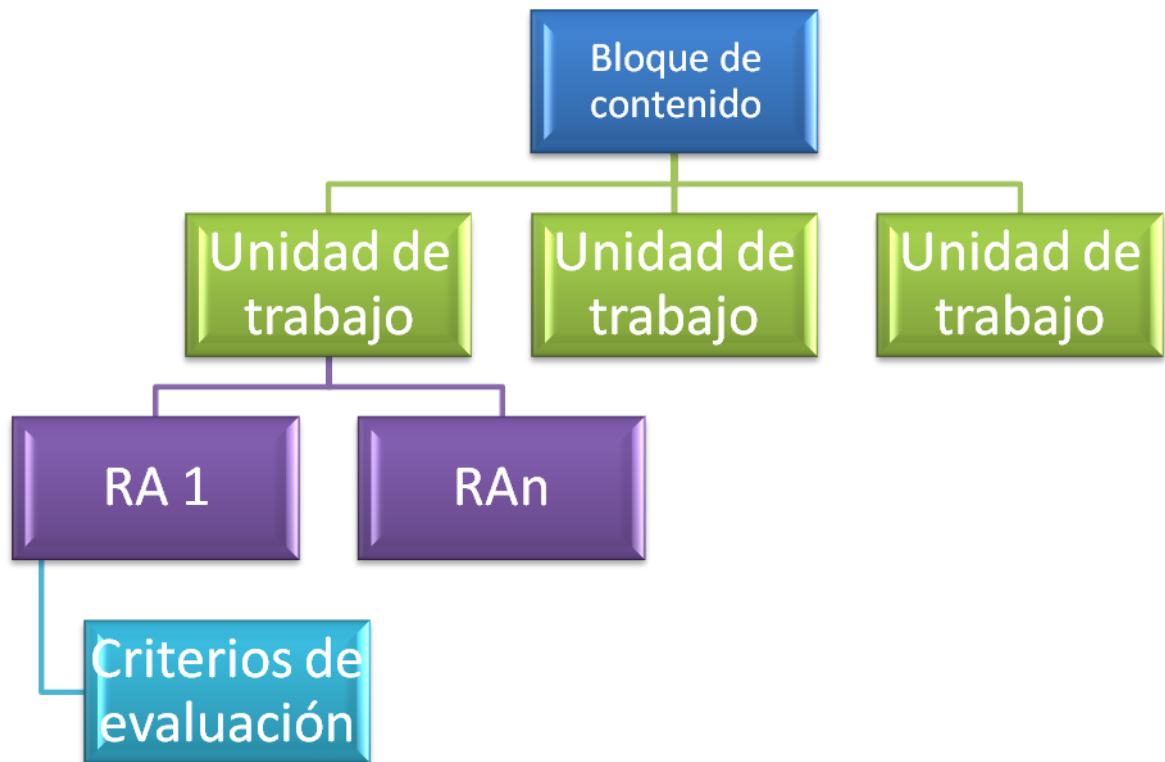 Bloque de
contenido
Unidad de
trabajo
Unidad de
trabajo
Unidad de
trabajo
RA 1
RAn
Criterios de
evaluación